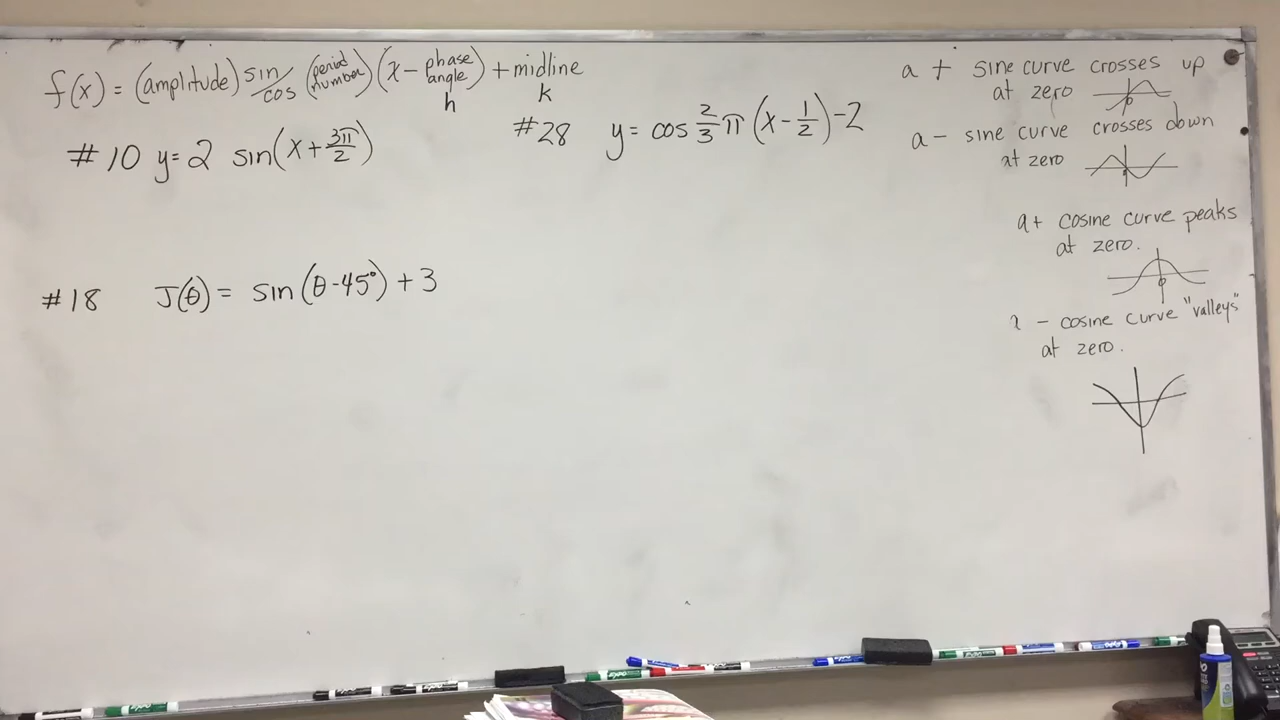 f(x) = (amplitude) sin/cos (period number) (x - phase angle) + midline
h k
#10 y = 2 sin(x + 3π/2)
#28 y = cos 2/3 π (x - 1/2) - 2
#18 J(θ) = sin(θ - 45°) + 3
a + sine curve crosses up
at zero
a - sine curve crosses down
at zero
a + cosine curve peaks
at zero.
- cosine curve "valleys"
at zero.